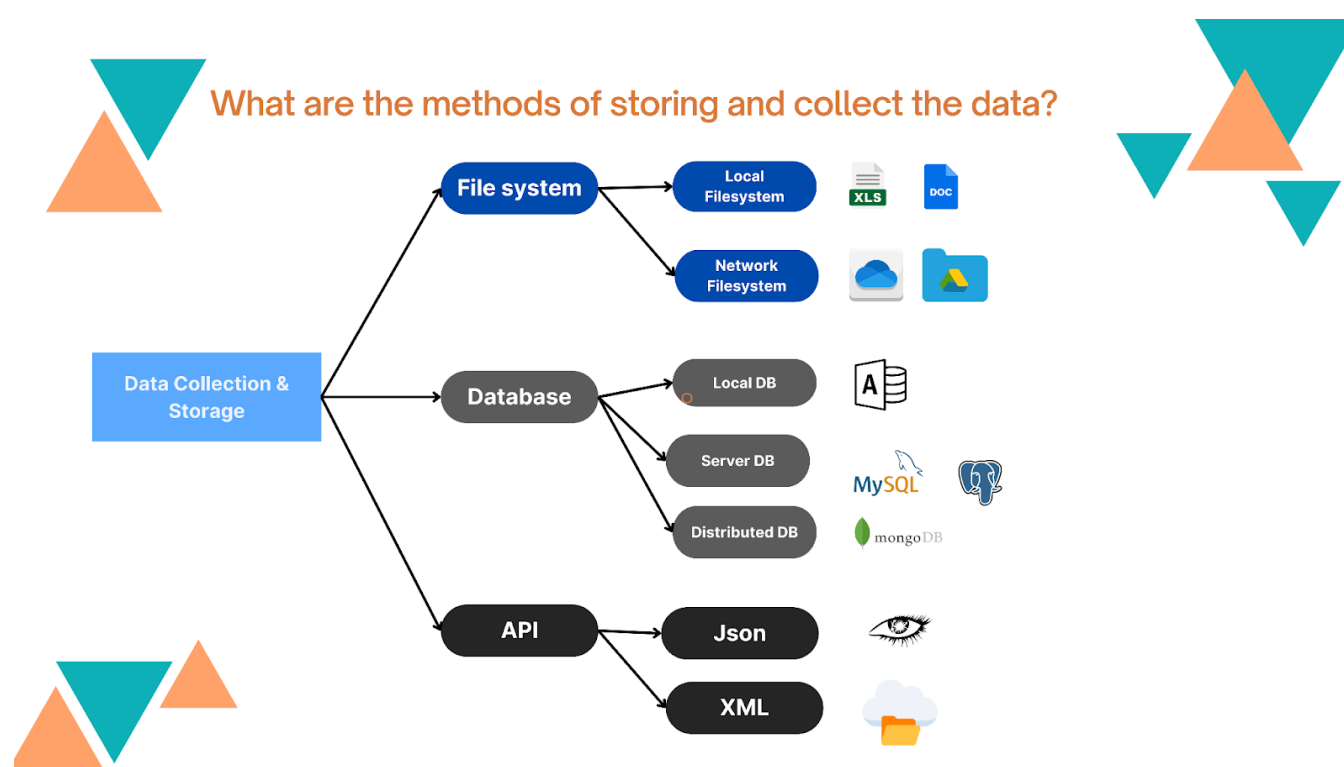 What are the methods of storing and collect the data?
File system
Local
Filesystem
XLS
DOC
Network
Filesystem
Data Collection &
Storage
Database
Local DB
A
Server DB
MySQL
Distributed DB
mongoDB
API
Json
XML